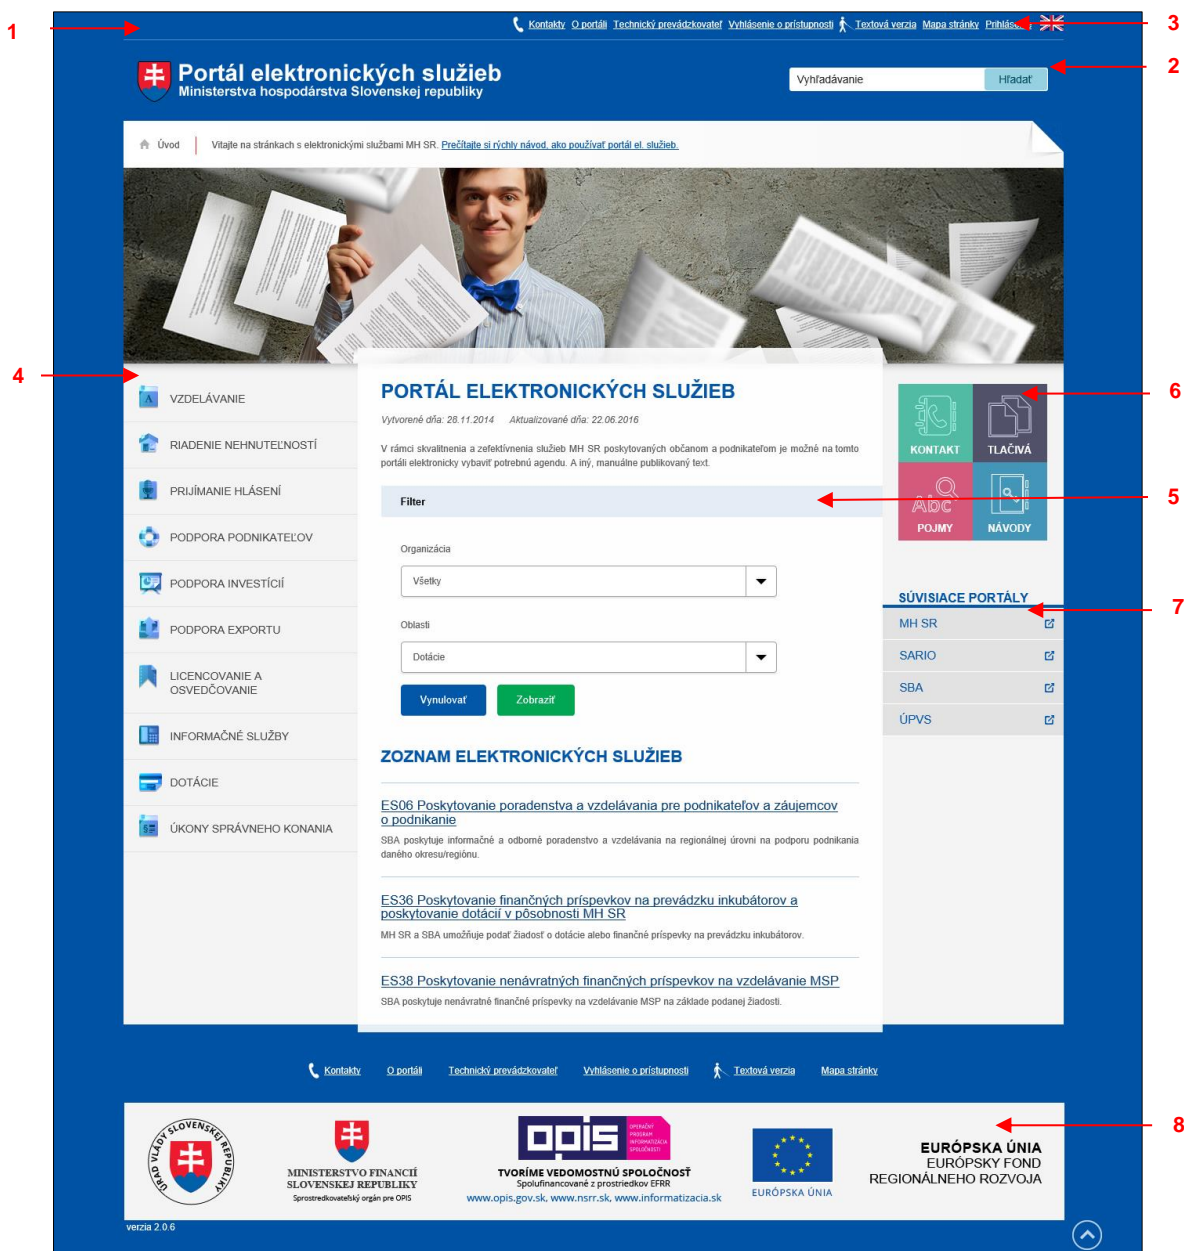 1
Kontakty O portáli Technický prevádzkovateľ Vyhlásenie o prístupnosti Textová verzia Mapa stránky
3
Portál elektronických služieb
Ministerstva hospodárstva Slovenskej republiky
Vyhľadávanie
Hľadať
2
Úvod
Vitajte na stránkach s elektronickými službami MH SR. Prečítajte si rýchly návod, ako používať portál el. služieb.
4
VZDELÁVANIE
RIADENIE NEHNUTEĽNOSTÍ
PRIJÍMANIE HLÁSENÍ
PODPORA PODNIKATEĽOV
PODPORA INVESTÍCIÍ
PODPORA EXPORTU
LICENCOVANIE A
OSVEDČOVANIE
INFORMAČNÉ SLUŽBY
DOTÁCIE
ÚKONY SPRÁVNEHO KONANIA
PORTÁL ELEKTRONICKÝCH SLUŽIEB
Vytvorené dňa: 28.11.2014 Aktualizované dňa: 22.06.2016
V rámci skvalitnenia a zefektívnenia služieb MH SR poskytovaných občanom a podnikateľom je možné na tomto
portáli elektronicky vybaviť potrebnú agendu. A iný, manuálne publikovaný text.
Filter
5
Organizácia
Všetky
Oblasti
Dotácie
Vynulovať
Zobraziť
ZOZNAM ELEKTRONICKÝCH SLUŽIEB
ES06 Poskytovanie poradenstva a vzdelávania pre podnikateľov a záujemcov
o podnikanie
SBA poskytuje informačné a odborné poradenstvo a vzdelávania na regionálnej úrovni na podporu podnikania
daného okresu/regiónu.
ES36 Poskytovanie finančných príspevkov na prevádzku inkubátorov a
poskytovanie dotácií v pôsobnosti MH SR
MH SR a SBA umožňuje podať žiadosť o dotácie alebo finančné príspevky na prevádzku inkubátorov.
ES38 Poskytovanie nenávratných finančných príspevkov na vzdelávanie MSP
SBA poskytuje nenávratné finančné príspevky na vzdelávanie MSP na základe podanej žiadosti.
6
KONTAKT
TLAČIVÁ
Abc
POJMY
NÁVODY
SÚVISIACE PORTÁLY
7
MH SR
SARIO
SBA
ÚPVS
Kontakty O portáli Technický prevádzkovateľ Vyhlásenie o prístupnosti Textová verzia Mapa stránky
8
ÚRAD VLÁDY SLOVENSKEJ REPUBLIKY
MINISTERSTVO FINANCIÍ
SLOVENSKEJ REPUBLIKY
Sprostredkovateľský orgán pre OPIS
opis
OPERAČNÝ
PROGRAM
INFORMATIZÁCIA
SPOLOČNOSTI
TVORÍME VEDOMOSTNÚ SPOLOČNOSŤ
Spolufinancované z prostriedkov EFRR
www.opis.gov.sk, www.nsrr.sk, www.informatizacia.sk
EURÓPSKA ÚNIA
EURÓPSKA ÚNIA
EURÓPSKY FOND
REGIONÁLNEHO ROZVOJA
verzia 2.0.6